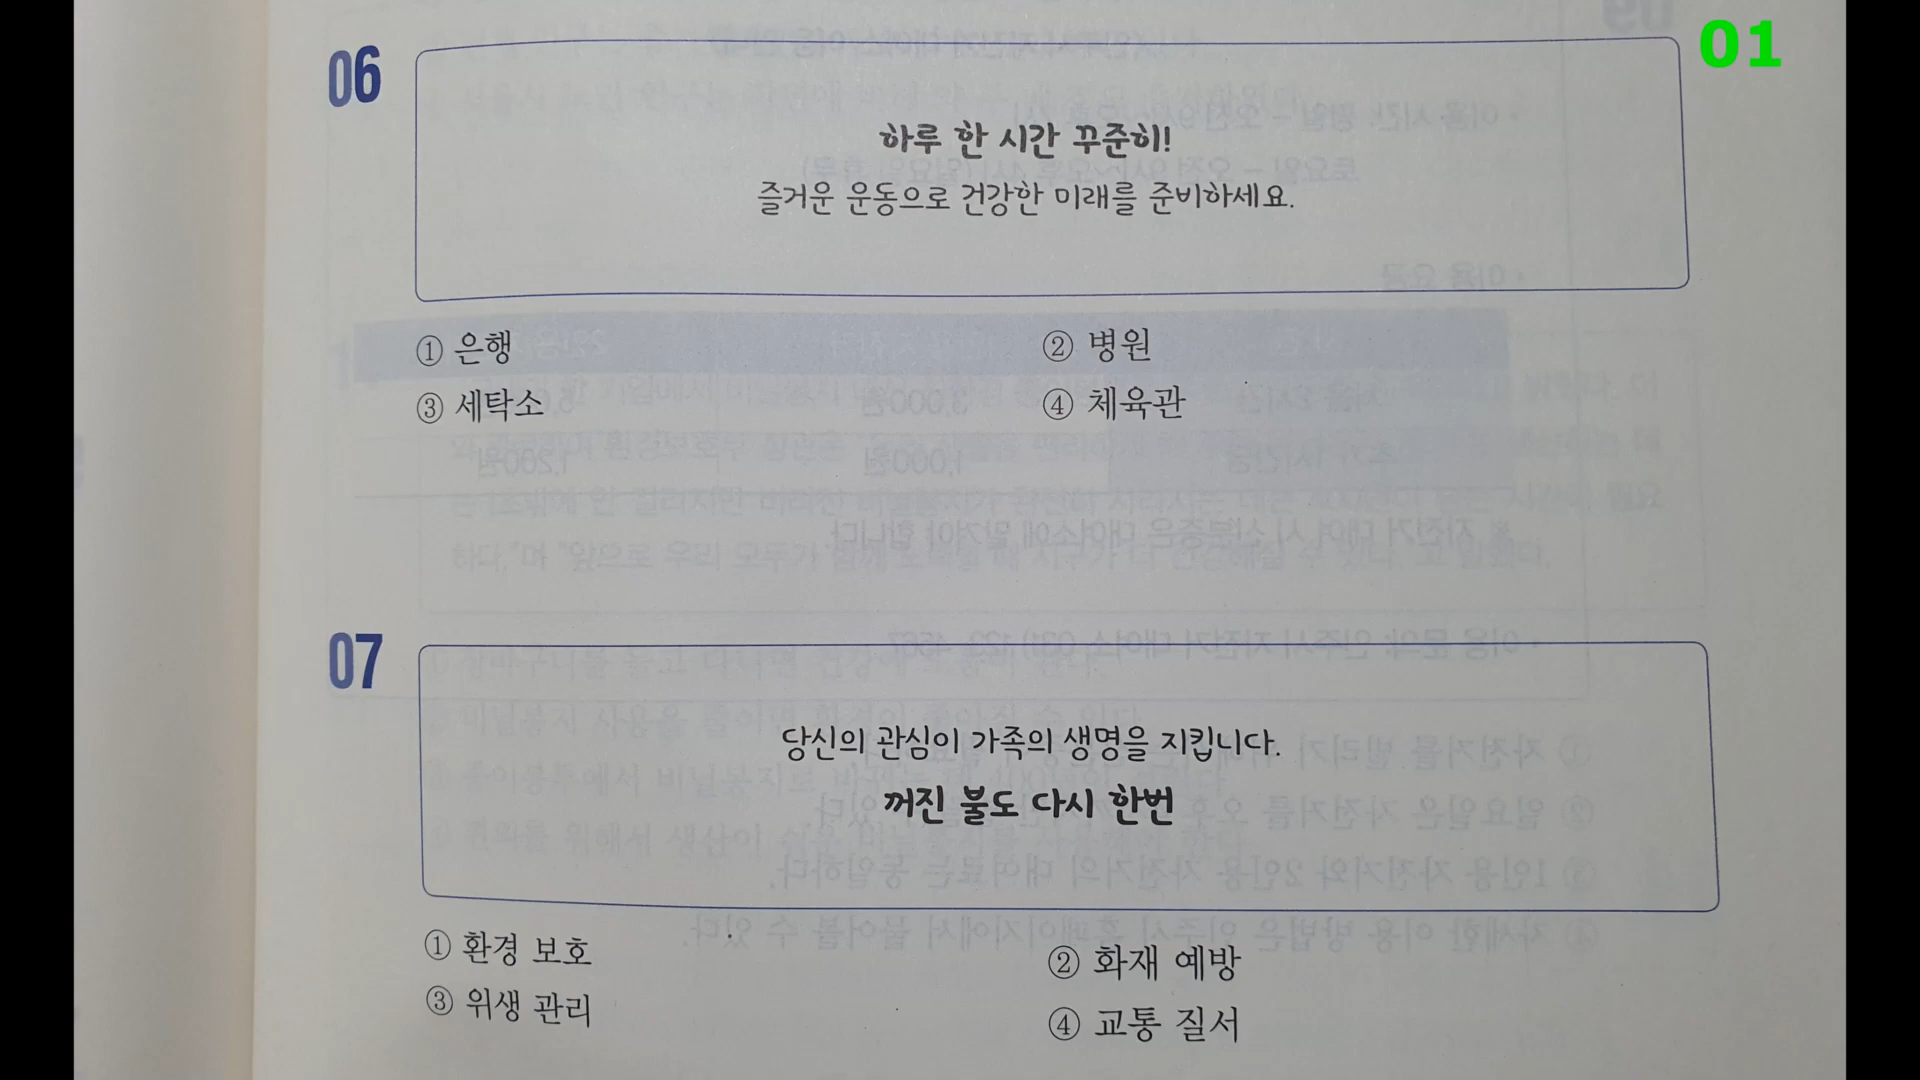 01
06
하루 한 시간 꾸준히!
즐거운 운동으로 건강한 미래를 준비하세요.
① 은행 ② 병원
③ 세탁소 ④ 체육관
07
당신의 관심이 가족의 생명을 지킵니다.
꺼진 불도 다시 한번
① 환경 보호 ② 화재 예방
③ 위생 관리 ④ 교통 질서